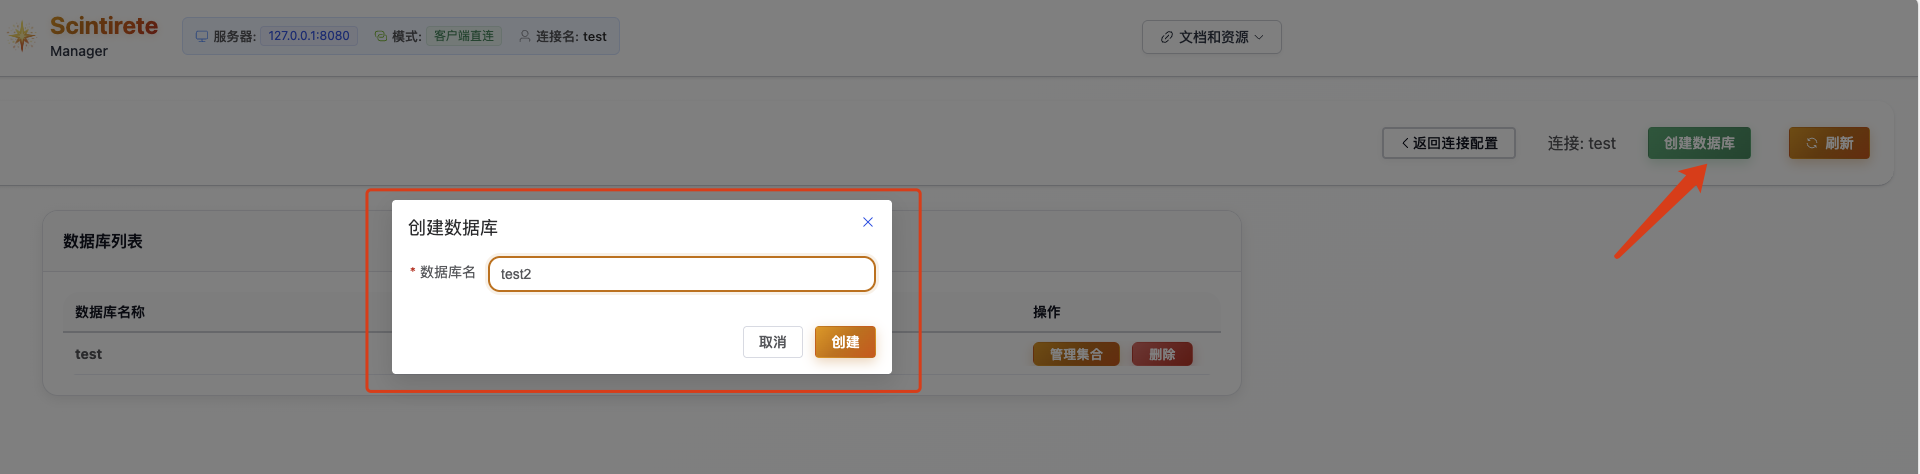 Scintirete
Manager
服务器: 127.0.0.1:8080 模式: 客户端直连 连接名: test
文档和资源
返回连接配置 连接: test 创建数据库 刷新
数据库列表
数据库名称 操作
test 管理集合 删除
创建数据库
* 数据库名 test2
取消 创建